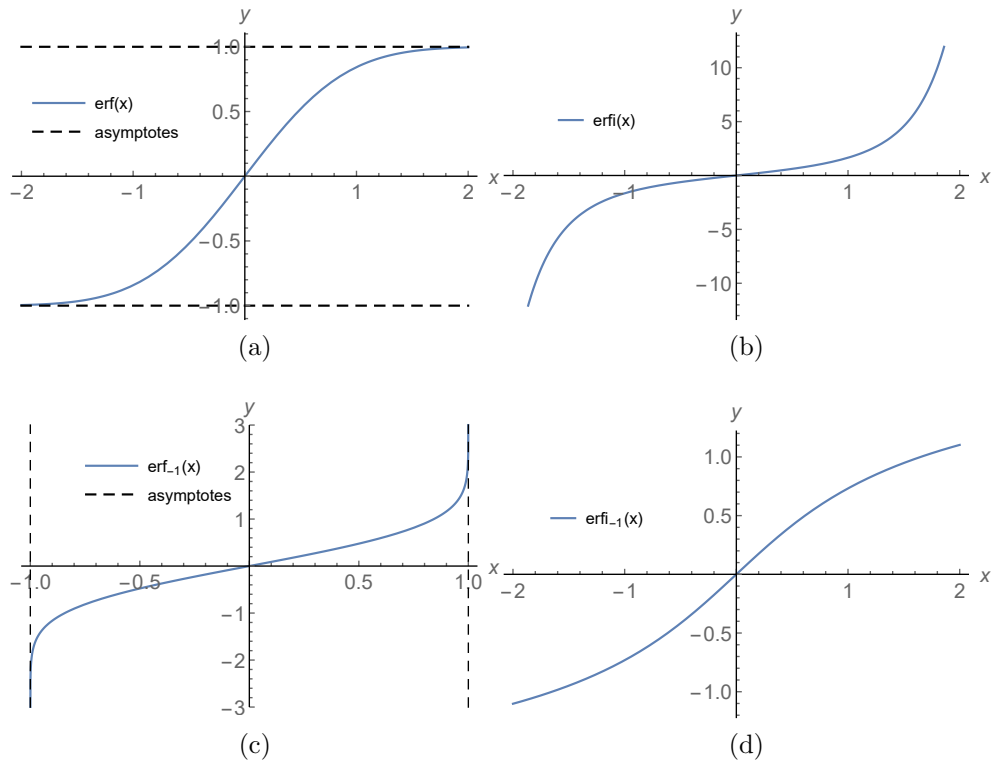 y
1.0
erf(x)
0.5
asymptotes
−2 −1 1 2 x
−0.5
−1.0
(a)
y
10
5
erfi(x)
−2 −1 1 2 x
−5
−10
(b)
y
3
erf₋₁(x)
2
asymptotes
1
−1.0 −0.5 0.5 1.0 x
−1
−2
−3
(c)
y
1.0
0.5
erfi₋₁(x)
−2 −1 1 2 x
−0.5
−1.0
(d)